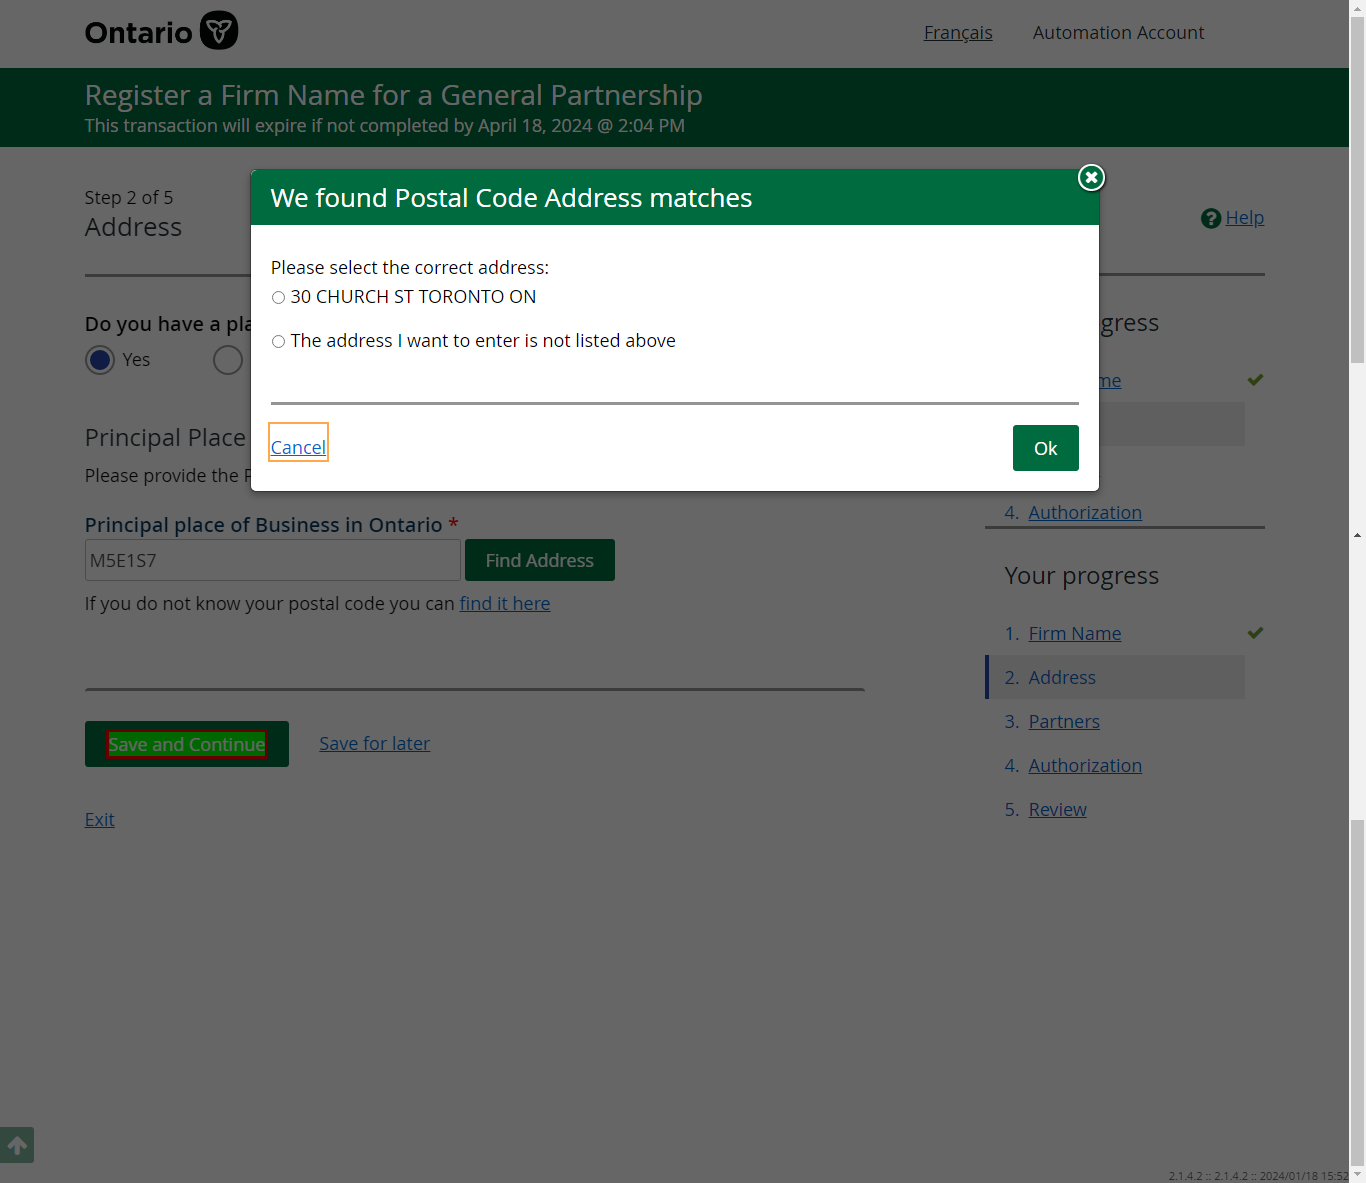 Ontario
Français
Automation Account
Register a Firm Name for a General Partnership
This transaction will expire if not completed by April 18, 2024 @ 2:04 PM
We found Postal Code Address matches
Step 2 of 5
Address
Help
Please select the correct address:
30 CHURCH ST TORONTO ON
The address I want to enter is not listed above
Do you have a pla
Yes
gress
me
Principal Place
Please provide the P
Cancel
Ok
4. Authorization
Principal place of Business in Ontario *
M5E1S7
Find Address
If you do not know your postal code you can find it here
Your progress
1. Firm Name
2. Address
3. Partners
4. Authorization
5. Review
Save and Continue
Save for later
Exit
2.1.4.2 :: 2.1.4.2 :: 2024/01/18 15:52